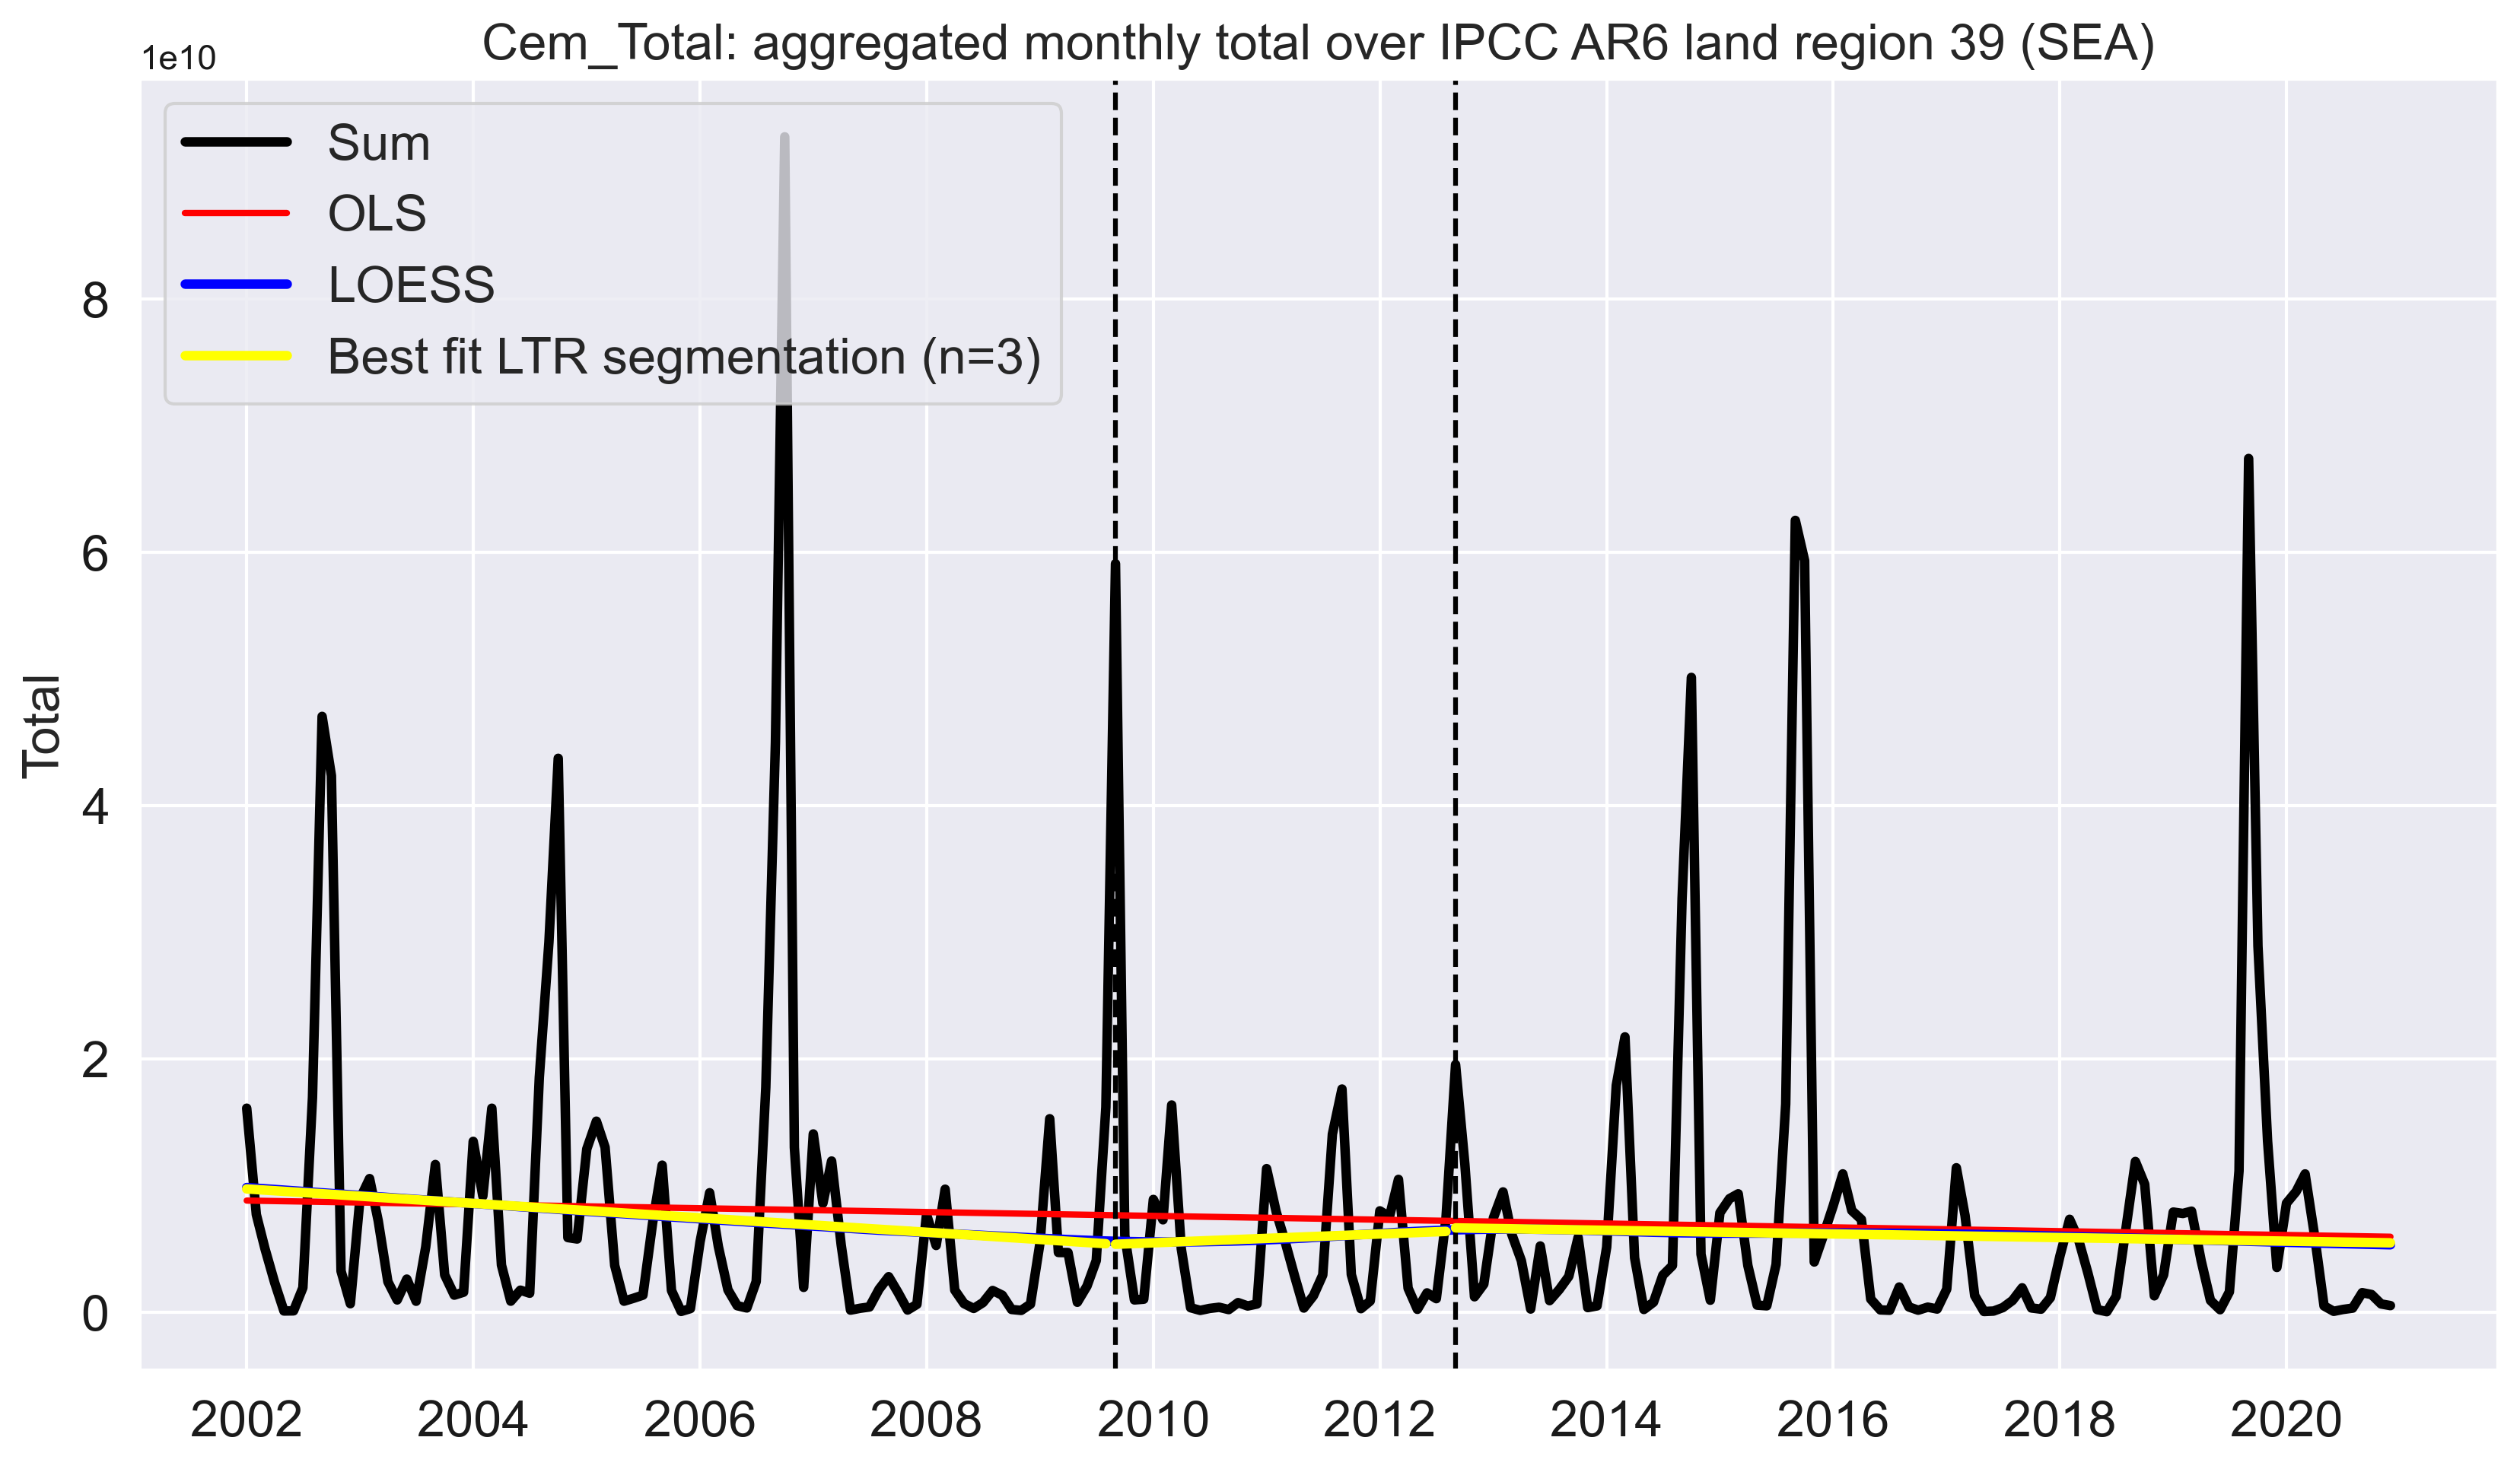 Cem_Total: aggregated monthly total over IPCC AR6 land region 39 (SEA)
1e10
Sum
OLS
LOESS
Best fit LTR segmentation (n=3)
8
6
4
2
0
Total
2002 2004 2006 2008 2010 2012 2014 2016 2018 2020